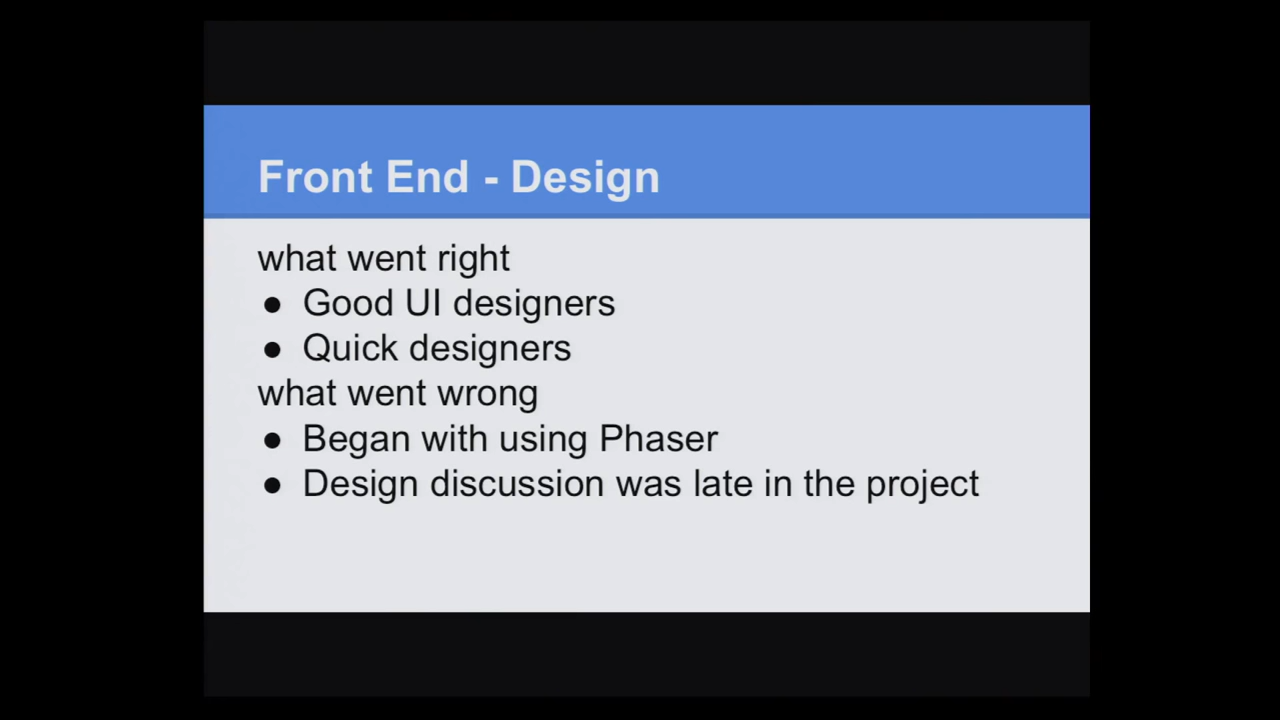 Front End - Design
what went right
● Good UI designers
● Quick designers
what went wrong
● Began with using Phaser
● Design discussion was late in the project